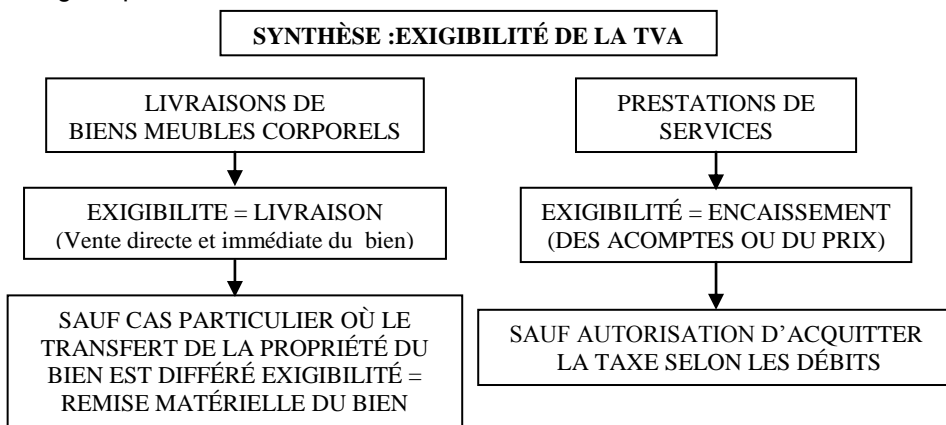 SYNTHÈSE :EXIGIBILITÉ DE LA TVA
LIVRAISONS DE
BIENS MEUBLES CORPORELS
EXIGIBILITE = LIVRAISON
(Vente directe et immédiate du bien)
SAUF CAS PARTICULIER OÙ LE
TRANSFERT DE LA PROPRIÉTÉ DU
BIEN EST DIFFÉRÉ EXIGIBILITÉ =
REMISE MATÉRIELLE DU BIEN
PRESTATIONS DE
SERVICES
EXIGIBILITÉ = ENCAISSEMENT
(DES ACOMPTES OU DU PRIX)
SAUF AUTORISATION D’ACQUITTER
LA TAXE SELON LES DÉBITS